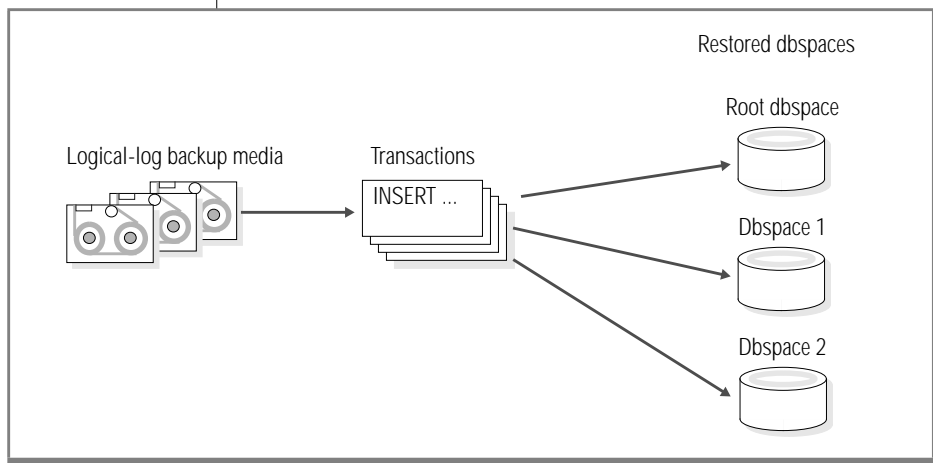 Restored dbspaces
Root dbspace
Logical-log backup media
Transactions
INSERT ...
Dbspace 1
Dbspace 2